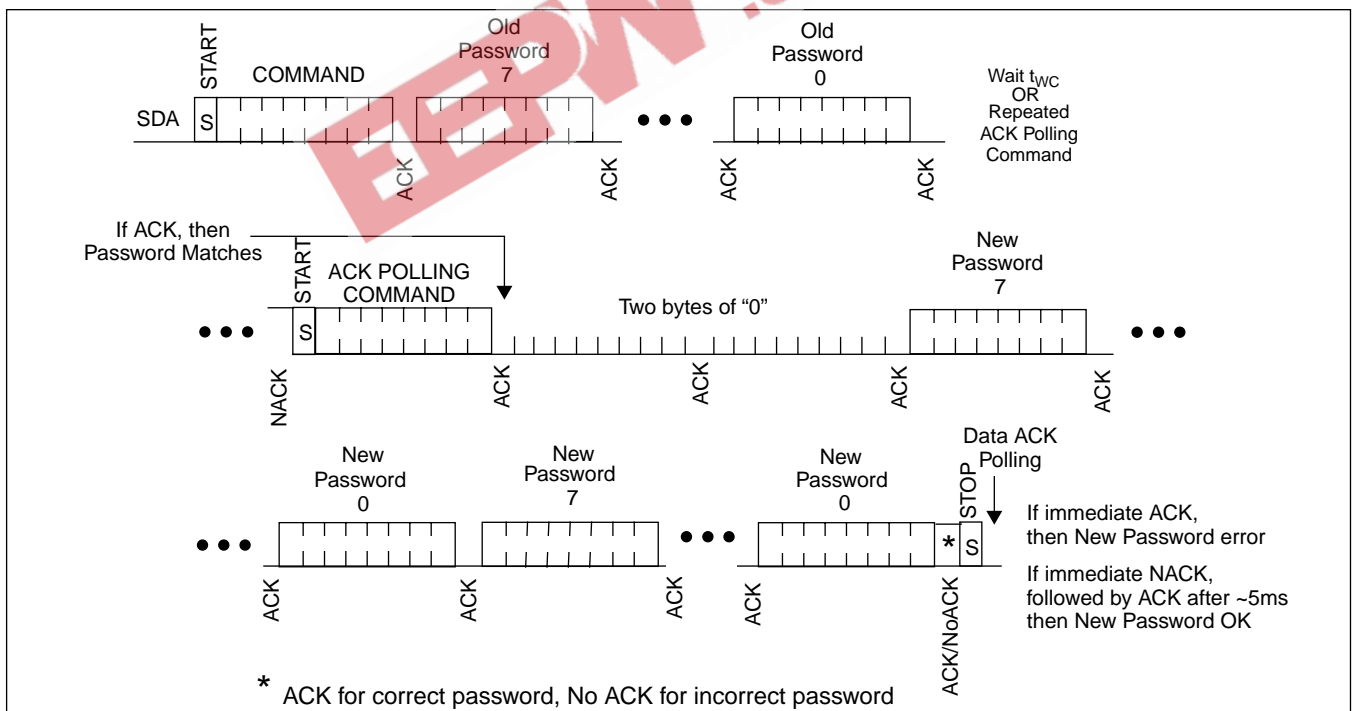 EEPW.
START
COMMAND
Old
Password
7
Old
Password
0
Wait tWC
OR
Repeated
ACK Polling
Command
SDA
S
ACK
ACK
ACK
ACK
If ACK, then
Password Matches
START
ACK POLLING
COMMAND
Two bytes of “0”
New
Password
7
S
NACK
ACK
ACK
ACK
ACK
New
Password
0
New
Password
7
New
Password
0
Data ACK
Polling
STOP
* S
If immediate ACK,
then New Password error
If immediate NACK,
followed by ACK after ~5ms
then New Password OK
ACK
ACK
ACK
ACK
ACK/NoACK
* ACK for correct password, No ACK for incorrect password